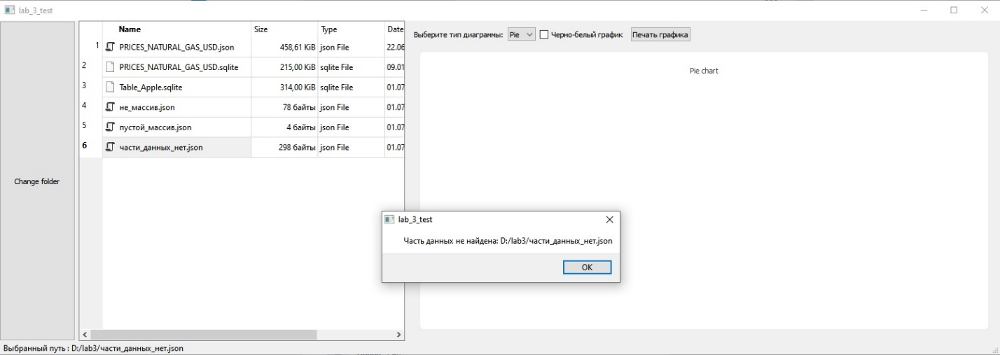 lab_3_test
Name Size Type Date
1 PRICES_NATURAL_GAS_USD.json 458,61 KiB json File 22.06
2 PRICES_NATURAL_GAS_USD.sqlite 215,00 KiB sqlite File 09.01
3 Table_Apple.sqlite 314,00 KiB sqlite File 01.07
4 не_массив.json 78 байты json File 01.07
5 пустой_массив.json 4 байты json File 01.07
6 части_данных_нет.json 298 байты json File 01.07
Change folder
Выберите тип диаграммы: Pie Черно-белый график Печать графика
Pie chart
lab_3_test
Часть данных не найдена: D:/lab3/части_данных_нет.json
OK
Выбранный путь : D:/lab3/части_данных_нет.json